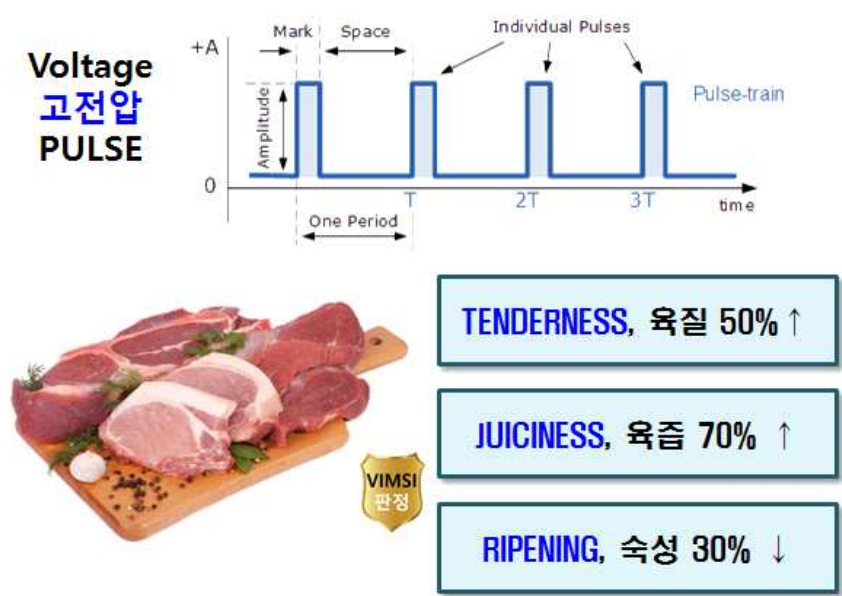 Voltage
고전압
PULSE
+A
Mark
Space
Individual Pulses
Amplitude
Pulse-train
0
T
2T
3T
time
One Period
TENDERNESS, 육질 50% ↑
JUICINESS, 육즙 70% ↑
VIMSI
판정
RIPENING, 숙성 30% ↓